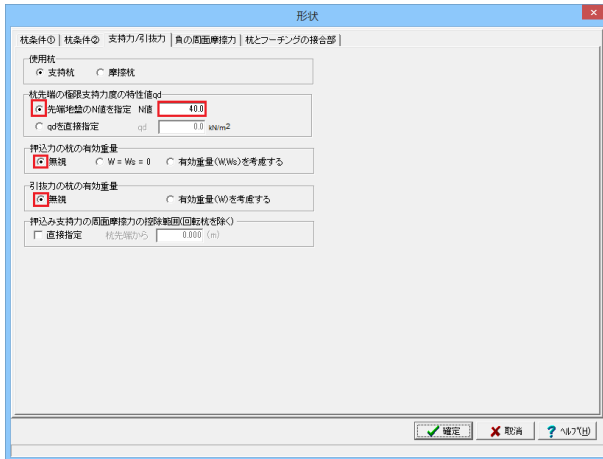 形状
杭条件① 杭条件② 支持力/引抜力 負の周面摩擦力 杭とフーチングの接合部
使用杭
支持杭 摩擦杭
杭先端の極限支持力度の特性値qd
先端地盤のN値を指定 N値 40.0
qdを直接指定 qd 0.0 kN/m2
押込力の杭の有効重量
無視 W = Ws = 0 有効重量(W,Ws)を考慮する
引抜力の杭の有効重量
無視 有効重量(W)を考慮する
押込み支持力の周面摩擦力の控除範囲(回転杭を除く)
直接指定 杭先端から 0.000 (m)
確定 取消 ? ヘルプ(H)